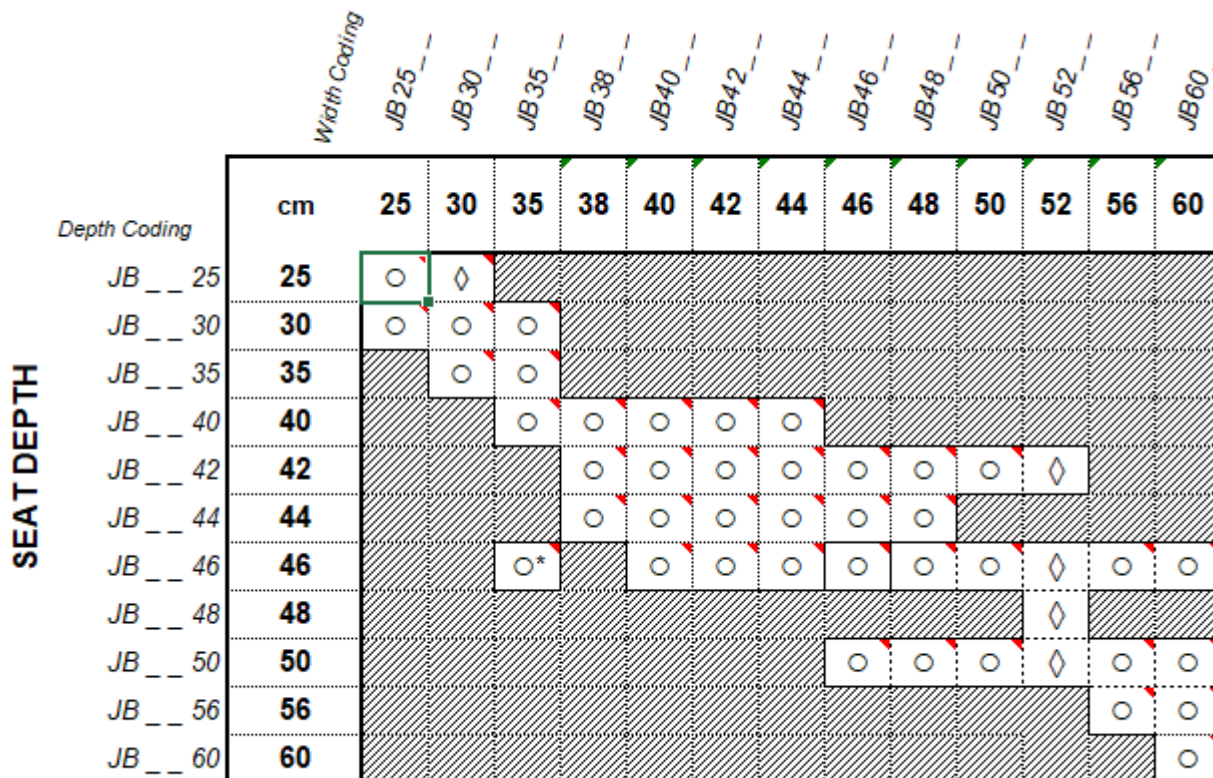 Width Coding JB25_ _ JB30_ _ JB35_ _ JB38_ _ JB40_ _ JB42_ _ JB44_ _ JB46_ _ JB48_ _ JB50_ _ JB52_ _ JB56_ _ JB60_
Depth Coding cm 25 30 35 38 40 42 44 46 48 50 52 56 60
JB _ _ 25 25 ○ ◊
JB _ _ 30 30 ○ ○ ○
JB _ _ 35 35 ○ ○
JB _ _ 40 40 ○ ○ ○ ○ ○
JB _ _ 42 42 ○ ○ ○ ○ ○ ○ ○ ◊
JB _ _ 44 44 ○ ○ ○ ○ ○ ○
JB _ _ 46 46 ○* ○ ○ ○ ○ ○ ○ ◊ ○ ○
JB _ _ 48 48 ◊
JB _ _ 50 50 ○ ○ ○ ◊ ○ ○
JB _ _ 56 56 ○ ○
JB _ _ 60 60 ○
SEAT DEPTH